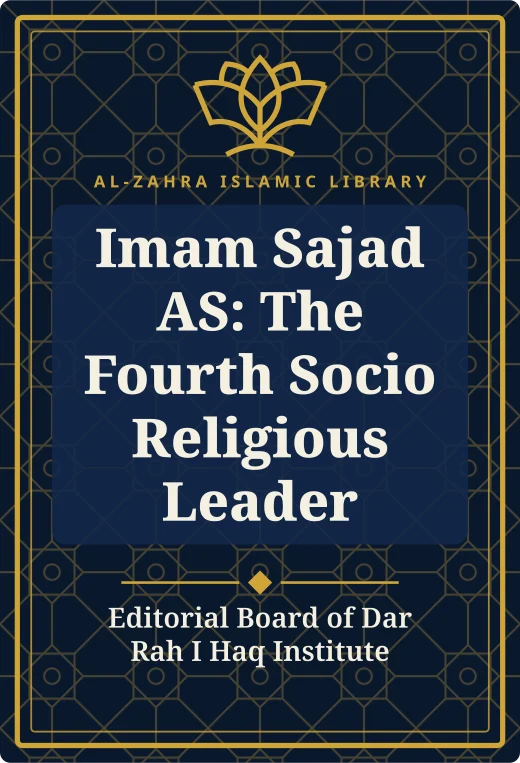 AL-ZAHRA ISLAMIC LIBRARY
Imam Sajad
AS: The
Fourth Socio
Religious
Leader
Editorial Board of Dar
Rah I Haq Institute